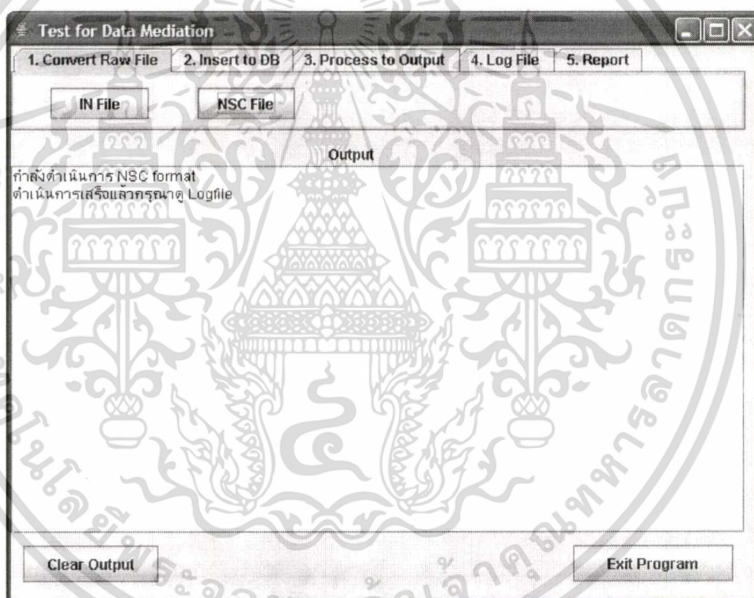 Test for Data Mediation
1. Convert Raw File 2. Insert to DB 3. Process to Output 4. Log File 5. Report
IN File NSC File
Output
กำลังดำเนินการ NSC format
ดำเนินการเสร็จแล้วกรุณาดู Logfile
Clear Output Exit Program